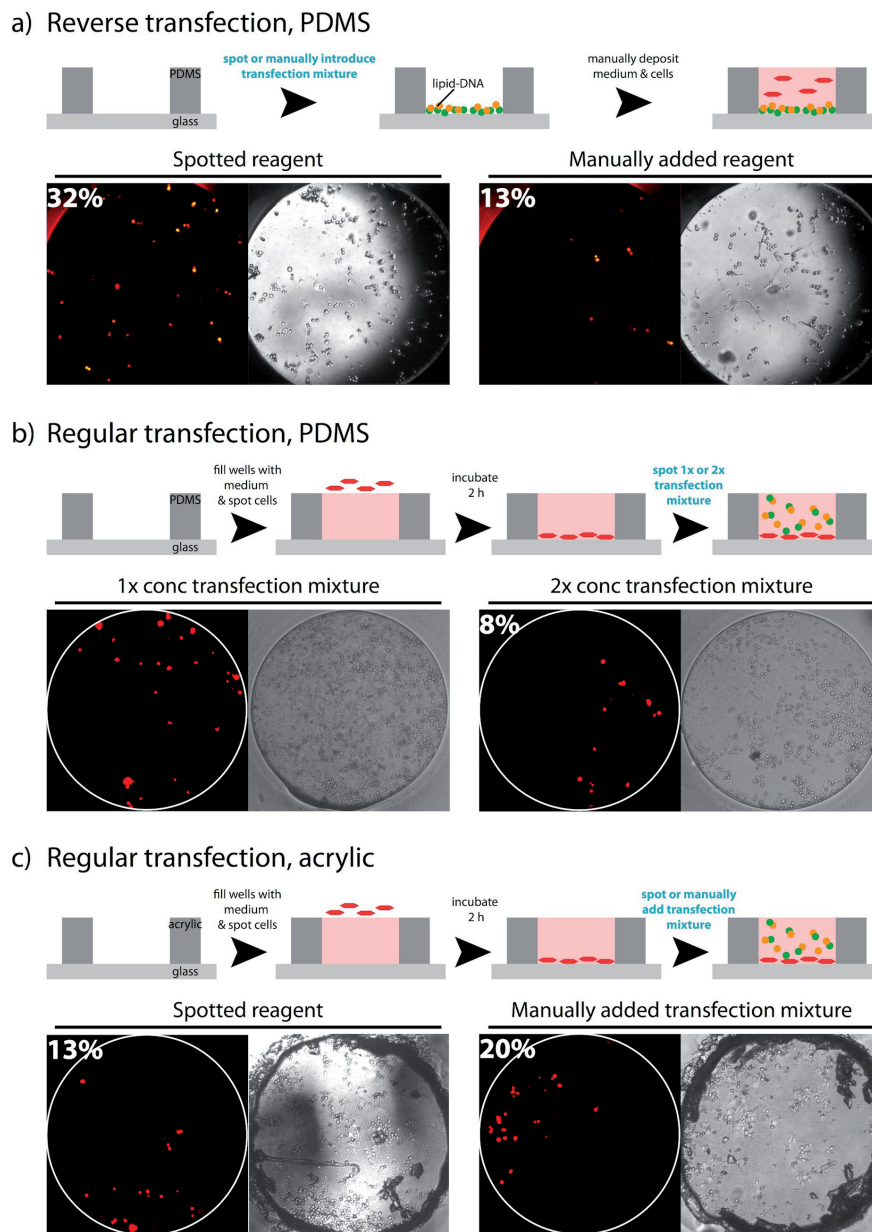 a) Reverse transfection, PDMS
PDMS
glass
spot or manually introduce
transfection mixture
lipid-DNA
manually deposit
medium & cells
Spotted reagent
Manually added reagent
32%
13%
b) Regular transfection, PDMS
PDMS
glass
fill wells with
medium
& spot cells
incubate
2 h
spot 1x or 2x
transfection
mixture
1x conc transfection mixture
2x conc transfection mixture
8%
c) Regular transfection, acrylic
acrylic
glass
fill wells with
medium
& spot cells
incubate
2 h
spot or manually
add transfection
mixture
Spotted reagent
Manually added transfection mixture
13%
20%